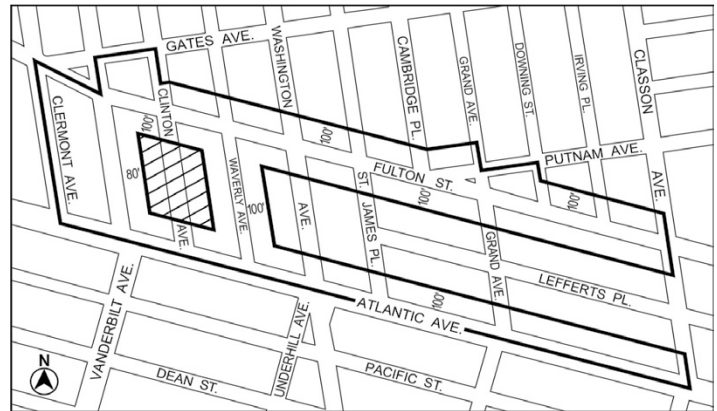 GATES AVE.
WASHINGTON
CAMBRIDGE PL.
GRAND AVE.
DOWNING ST.
IRVING PL.
CLASSON
CLERMONT AVE.
CLINTON
100'
80'
AVE.
WAVERLY AVE.
100'
AVE.
100'
FULTON ST.
ST. JAMES PL.
100'
PUTNAM AVE.
100'
AVE.
GRAND AVE.
LEFFERTS PL.
100'
ATLANTIC AVE.
VANDERBILT AVE.
UNDERHILL AVE.
DEAN ST.
PACIFIC ST.
N